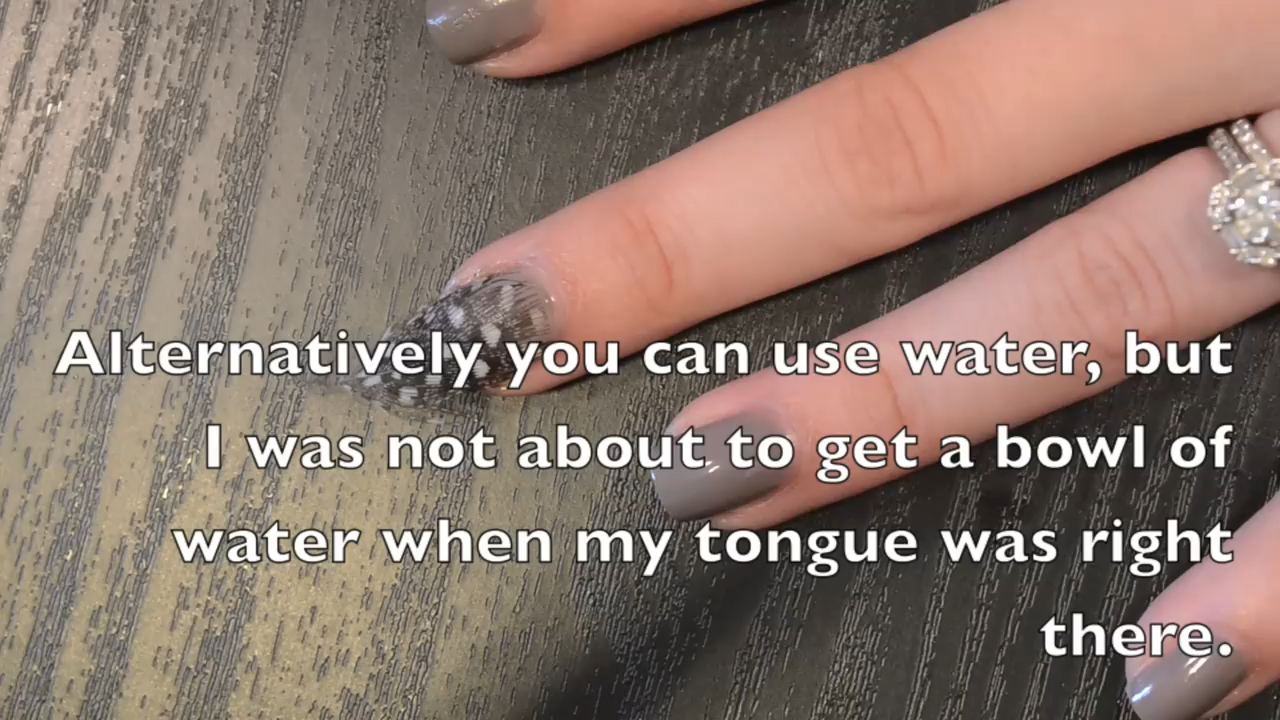 Alternatively you can use water, but
I was not about to get a bowl of
water when my tongue was right
there.